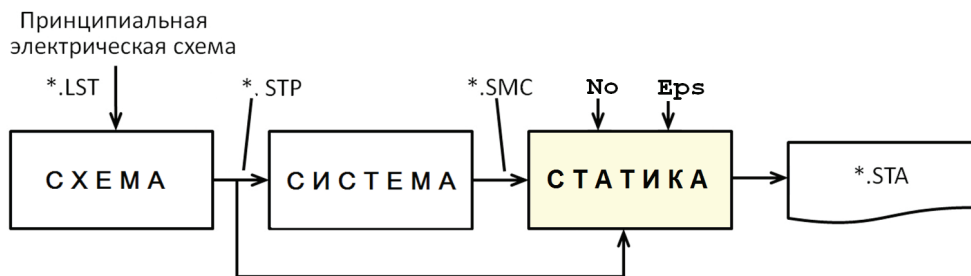 Принципиальная
электрическая схема
*.LST
*. STP
*.SMC
No
Eps
СХЕМА
СИСТЕМА
СТАТИКА
*.STA